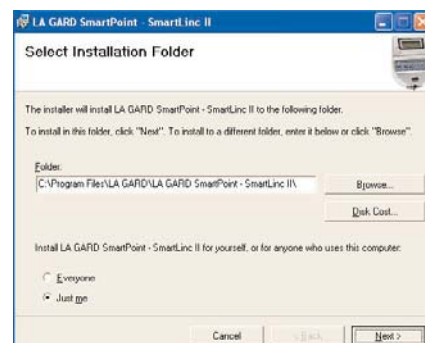 LA GARD SmartPoint - SmartLinc II
Select Installation Folder
The installer will install LA GARD SmartPoint - SmartLinc II to the following folder.
To install in this folder, click "Next". To install to a different folder, enter it below or click "Browse".
Folder:
C:\Program Files\LA GARD\LA GARD SmartPoint - SmartLinc II\
Browse...
Disk Cost...
Install LA GARD SmartPoint - SmartLinc II for yourself, or for anyone who uses this computer:
Everyone
Just me
Cancel
< Back
Next >